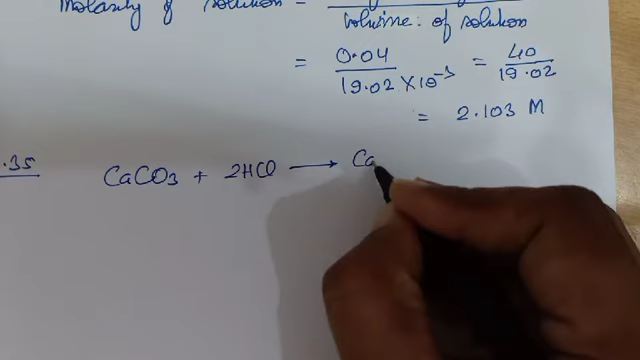 Molarity of solution =
volume of solution
= 0.04 / 19.02 × 10⁻³ = 40 / 19.02
= 2.103 M
.35 CaCO₃ + 2HCl ⟶ Ca